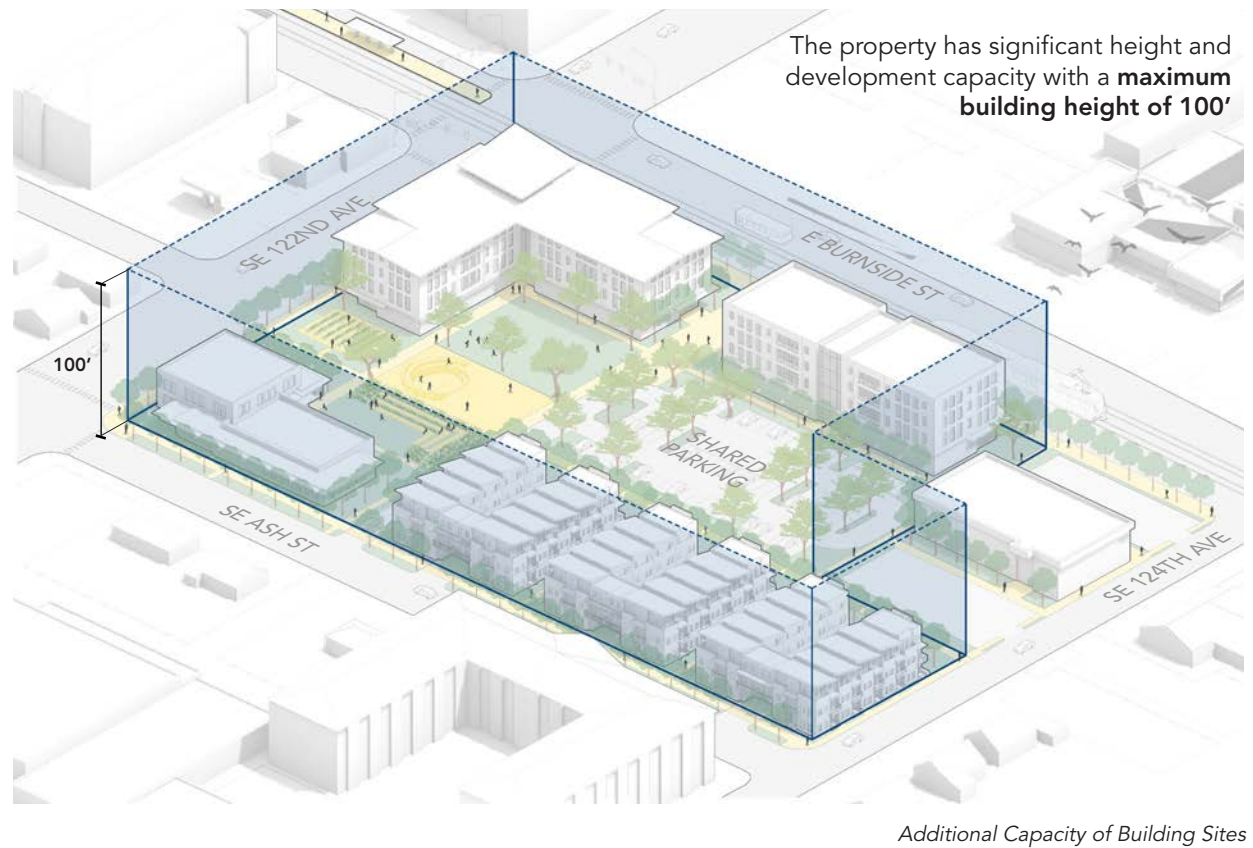 The property has significant height and
development capacity with a maximum
building height of 100’
SE 122ND AVE
E BURNSIDE ST
100’
SHARED
PARKING
SE ASH ST
SE 124TH AVE
Additional Capacity of Building Sites